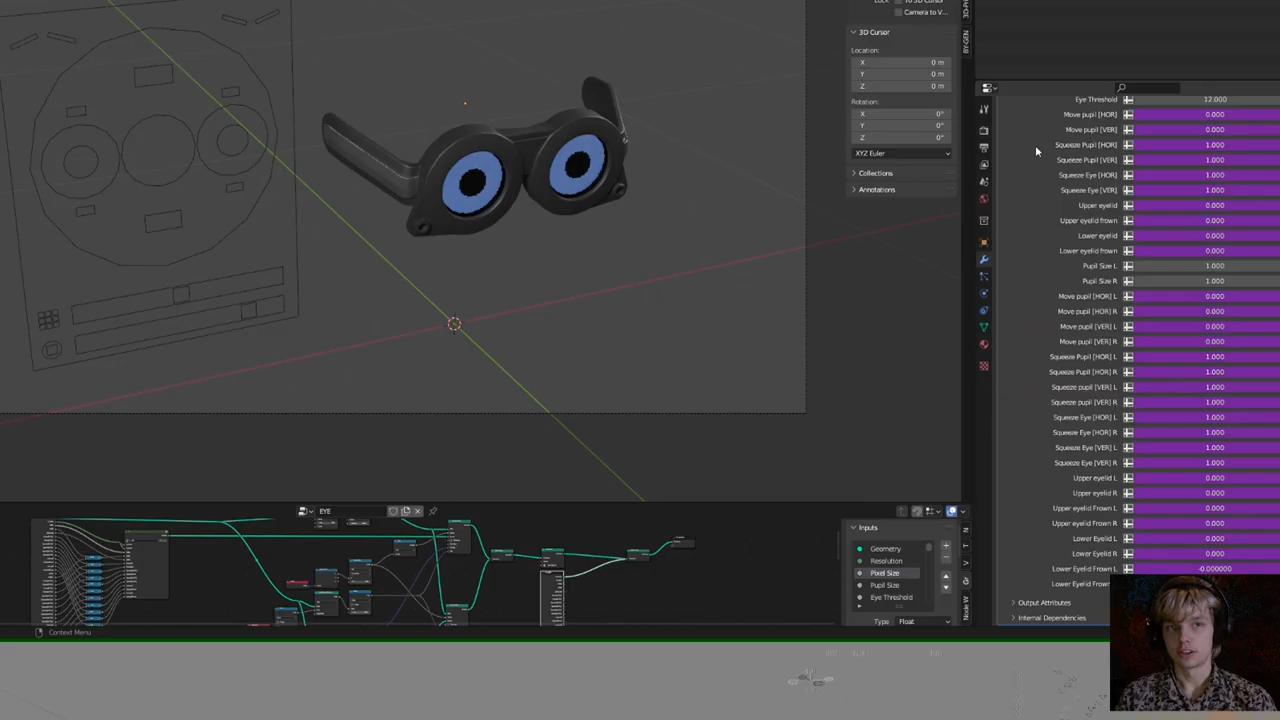 Lock
To 3D Cursor
Camera to V...
3D Cursor
Location:
X 0 m
Y 0 m
Z 0 m
Rotation:
X 0°
Y 0°
Z 0°
XYZ Euler
Collections
Annotations
Eye Threshold 12.000
Move pupil [HOR] 0.000
Move pupil [VER] 0.000
Squeeze Pupil [HOR] 1.000
Squeeze Pupil [VER] 1.000
Squeeze Eye [HOR] 1.000
Squeeze Eye [VER] 1.000
Upper eyelid 0.000
Upper eyelid frown 0.000
Lower eyelid 0.000
Lower eyelid frown 0.000
Pupil Size L 1.000
Pupil Size R 1.000
Move pupil [HOR] L 0.000
Move pupil [HOR] R 0.000
Move pupil [VER] L 0.000
Move pupil [VER] R 0.000
Squeeze Pupil [HOR] L 1.000
Squeeze Pupil [HOR] R 1.000
Squeeze pupil [VER] L 1.000
Squeeze pupil [VER] R 1.000
Squeeze Eye [HOR] L 1.000
Squeeze Eye [HOR] R 1.000
Squeeze Eye [VER] L 1.000
Squeeze Eye [VER] R 1.000
Upper eyelid L 0.000
Upper eyelid R 0.000
Upper eyelid Frown L 0.000
Upper eyelid Frown R 0.000
Lower Eyelid L 0.000
Lower Eyelid R 0.000
Lower Eyelid Frown L -0.000000
Lower Eyelid Frown
Output Attributes
Internal Dependencies
EYE
Inputs
Geometry
Resolution
Pixel Size
Pupil Size
Eye Threshold
Type Float
Context Menu